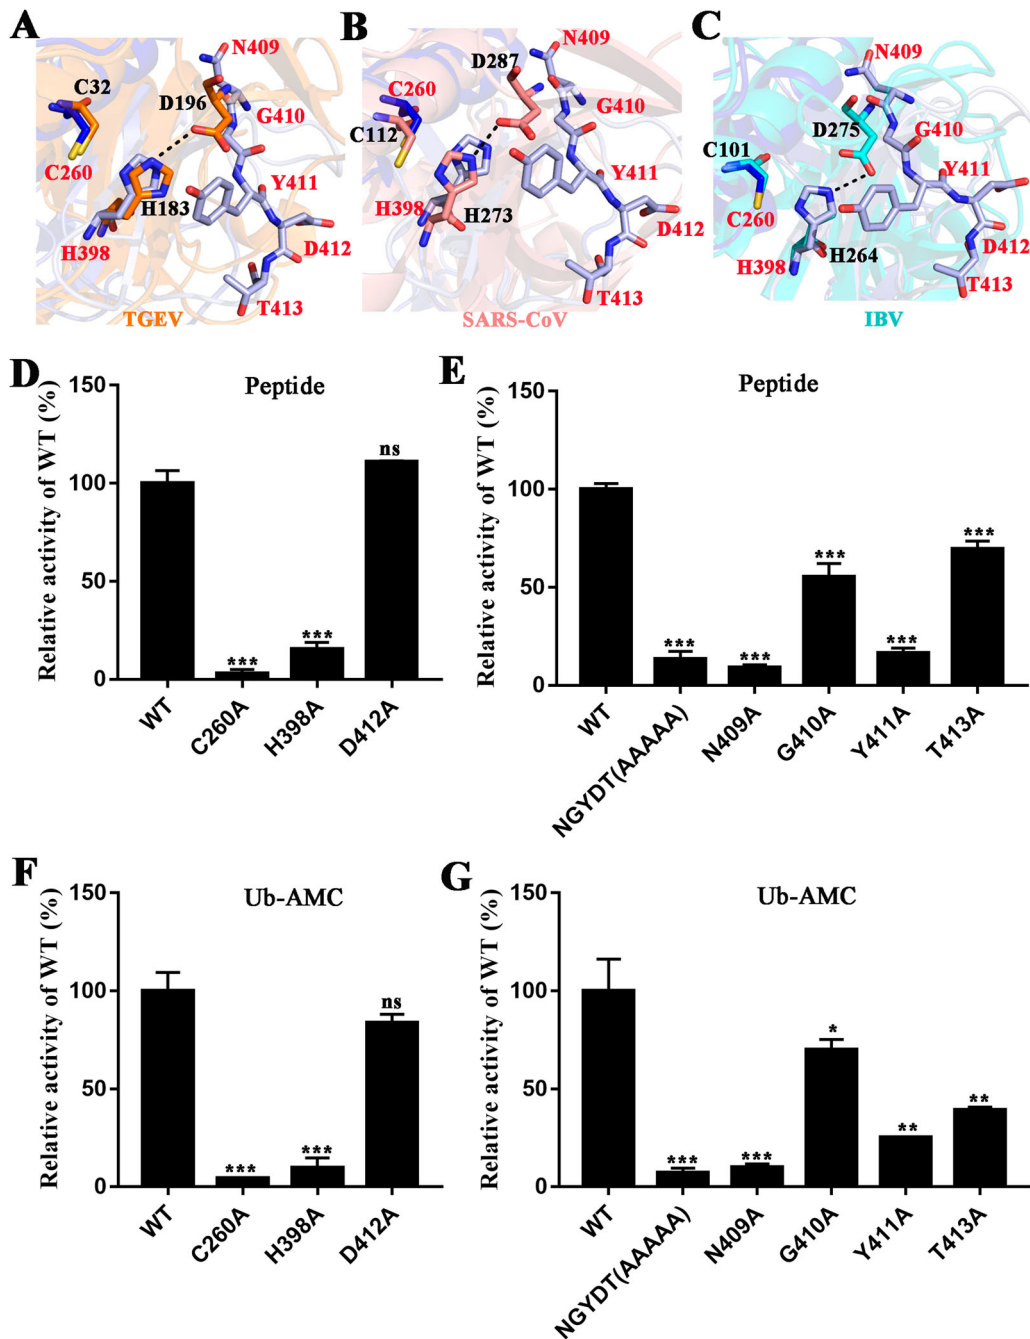 A
N409
C32
D196
G410
C260
Y411
H183
H398
D412
T413
TGEV
B
N409
D287
C260
G410
C112
Y411
H398
H273
D412
T413
SARS-CoV
C
N409
D275
G410
C101
Y411
C260
H398
H264
D412
T413
IBV
D
Peptide
Relative activity of WT (%)
150
100
50
0
ns
***
***
WT
C260A
H398A
D412A
E
Peptide
Relative activity of WT (%)
150
100
50
0
***
***
***
***
***
WT
NGYDT(AAAAA)
N409A
G410A
Y411A
T413A
F
Ub-AMC
Relative activity of WT (%)
150
100
50
0
***
***
ns
WT
C260A
H398A
D412A
G
Ub-AMC
Relative activity of WT (%)
150
100
50
0
***
***
*
**
**
WT
NGYDT(AAAAA)
N409A
G410A
Y411A
T413A